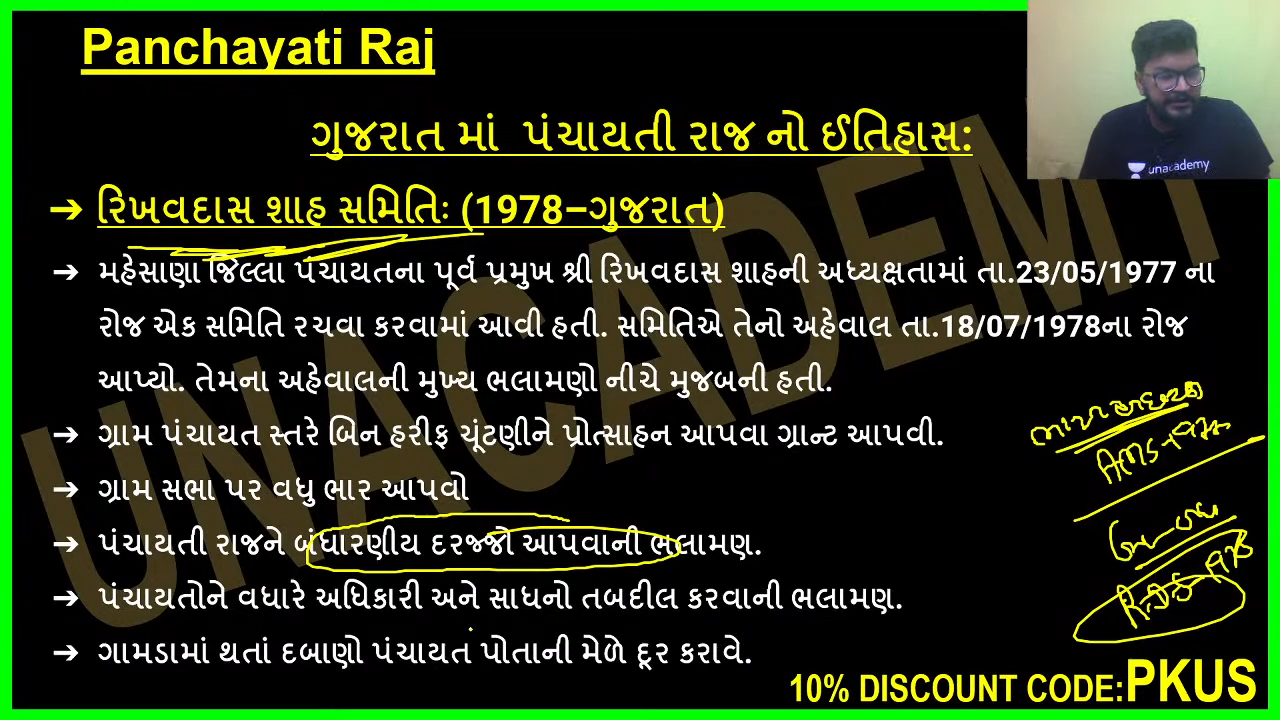 Panchayati Raj
unacademy
ગુજરાત માં પંચાયતી રાજ નો ઈતિહાસ:
➔ રિખવદાસ શાહ સમિતિઃ (1978–ગુજરાત)
➔ મહેસાણા જિલ્લા પંચાયતના પૂર્વ પ્રમુખ શ્રી રિખવદાસ શાહની અધ્યક્ષતામાં તા.23/05/1977 ના
રોજ એક સમિતિ રચવા કરવામાં આવી હતી. સમિતિએ તેનો અહેવાલ તા.18/07/1978ના રોજ
આપ્યો. તેમના અહેવાલની મુખ્ય ભલામણો નીચે મુજબની હતી.
➔ ગ્રામ પંચાયત સ્તરે બિન હરીફ ચૂંટણીને પ્રોત્સાહન આપવા ગ્રાન્ટ આપવી.
➔ ગ્રામ સભા પર વધુ ભાર આપવો
➔ પંચાયતી રાજને બંધારણીય દરજ્જો આપવાની ભલામણ.
➔ પંચાયતોને વધારે અધિકારી અને સાધનો તબદીલ કરવાની ભલામણ.
➔ ગામડામાં થતાં દબાણો પંચાયત પોતાની મેળે દૂર કરાવે.
10% DISCOUNT CODE:PKUS
UNACADEMY